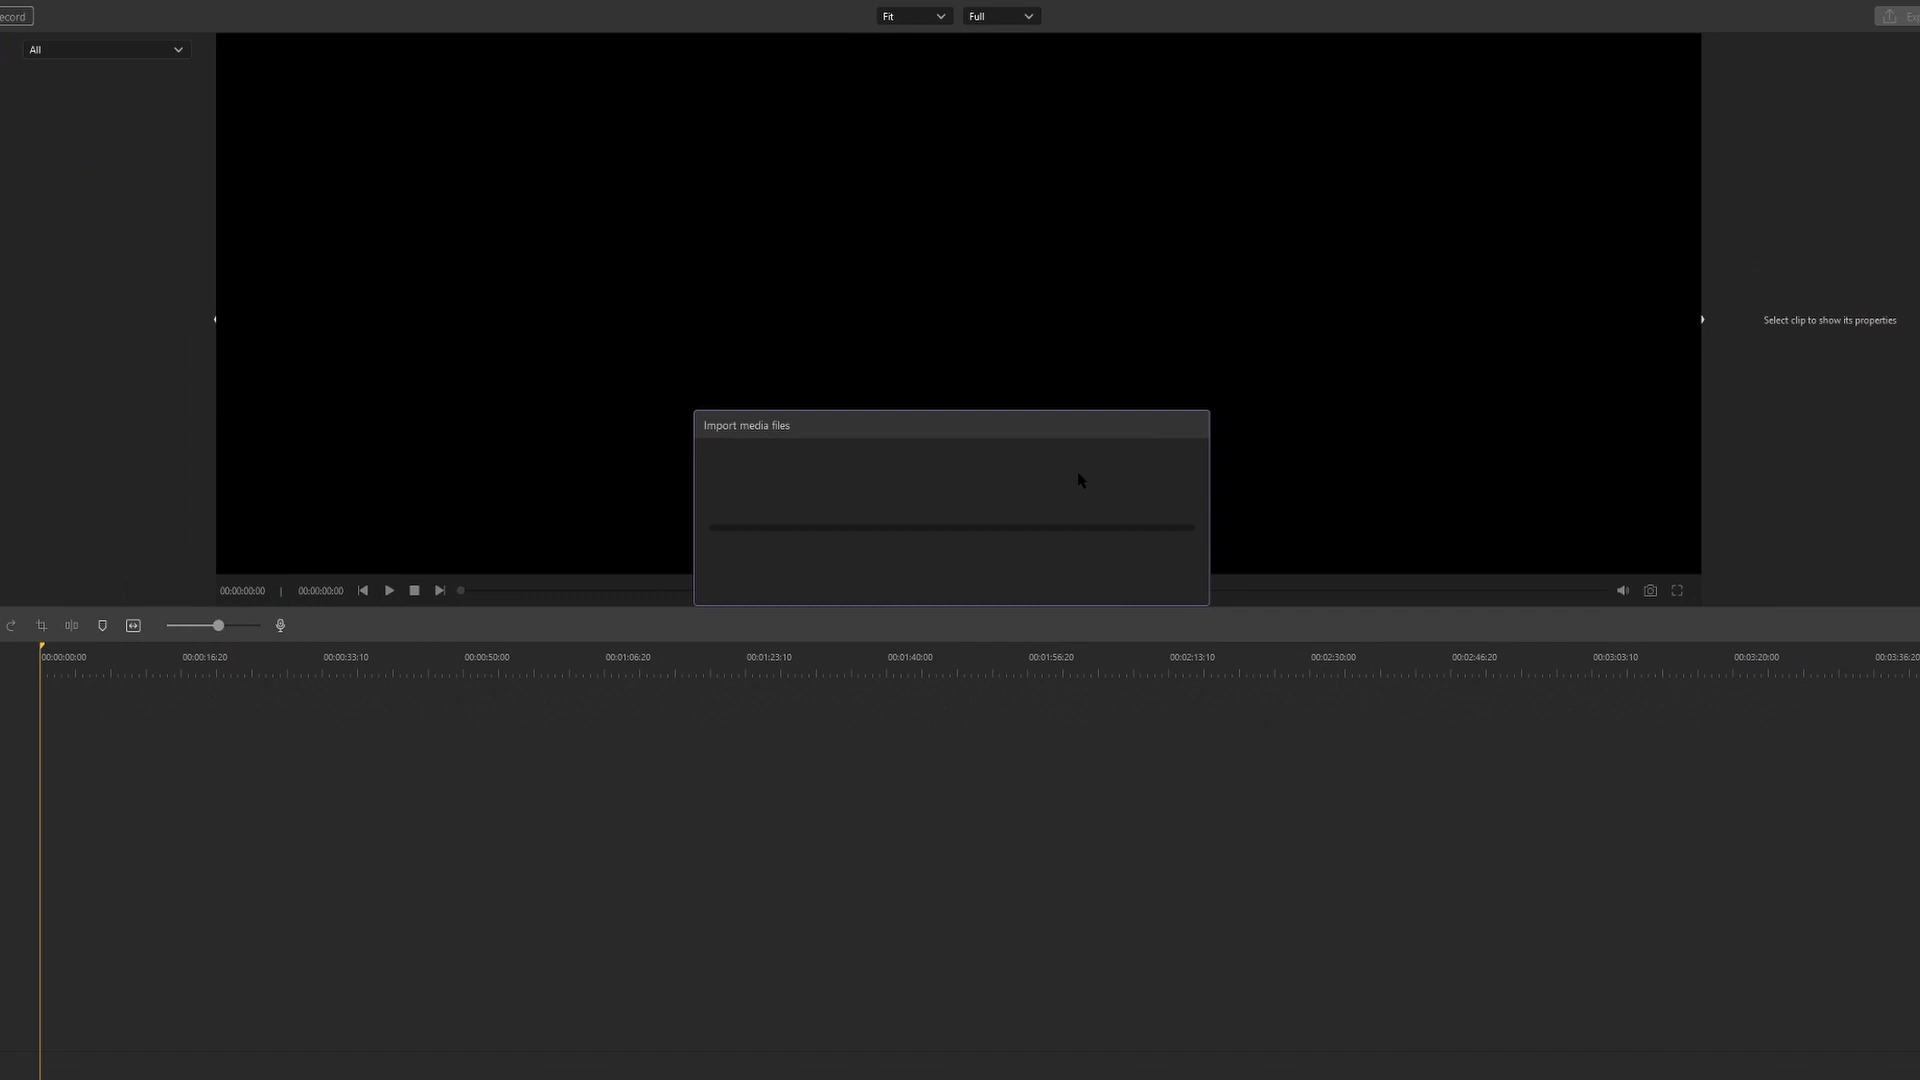 ecord
Fit
Full
Exp
All
Select clip to show its properties
Import media files
00:00:00:00 | 00:00:00:00
00:00:00:00 00:00:16:20 00:00:33:10 00:00:50:00 00:01:06:20 00:01:23:10 00:01:40:00 00:01:56:20 00:02:13:10 00:02:30:00 00:02:46:20 00:03:03:10 00:03:20:00 00:03:36:20